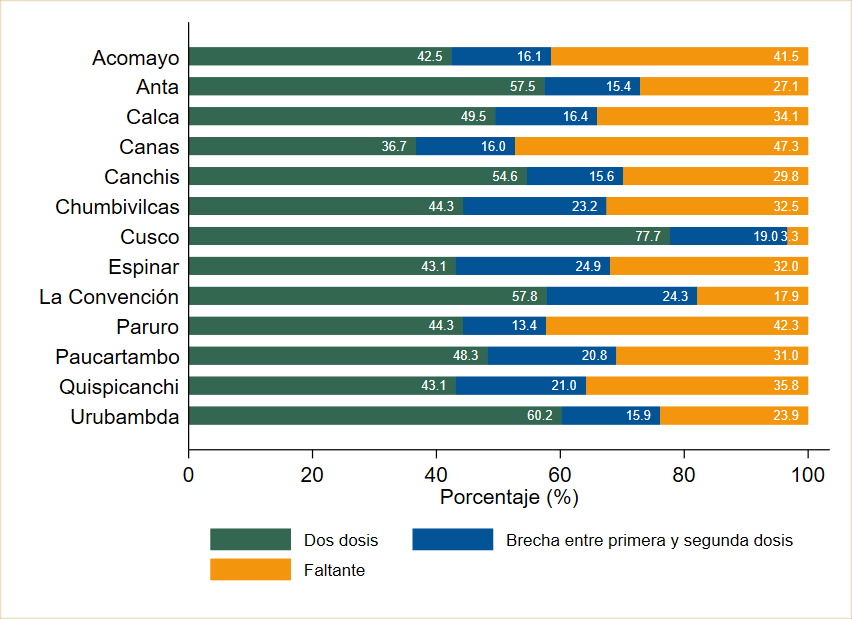 Acomayo 42.5 16.1 41.5
Anta 57.5 15.4 27.1
Calca 49.5 16.4 34.1
Canas 36.7 16.0 47.3
Canchis 54.6 15.6 29.8
Chumbivilcas 44.3 23.2 32.5
Cusco 77.7 19.0 3.3
Espinar 43.1 24.9 32.0
La Convención 57.8 24.3 17.9
Paruro 44.3 13.4 42.3
Paucartambo 48.3 20.8 31.0
Quispicanchi 43.1 21.0 35.8
Urubambda 60.2 15.9 23.9
0 20 40 60 80 100
Porcentaje (%)
Dos dosis Brecha entre primera y segunda dosis
Faltante